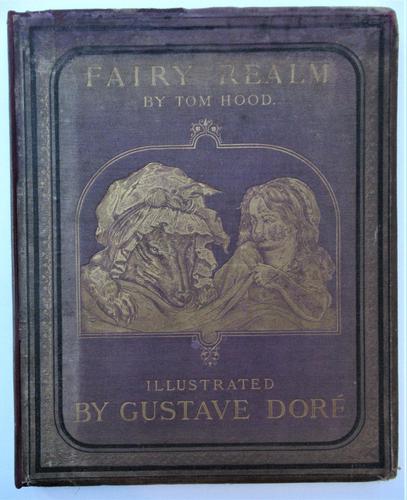 FAIRY REALM
BY TOM HOOD.
ILLUSTRATED
BY GUSTAVE DORÉ